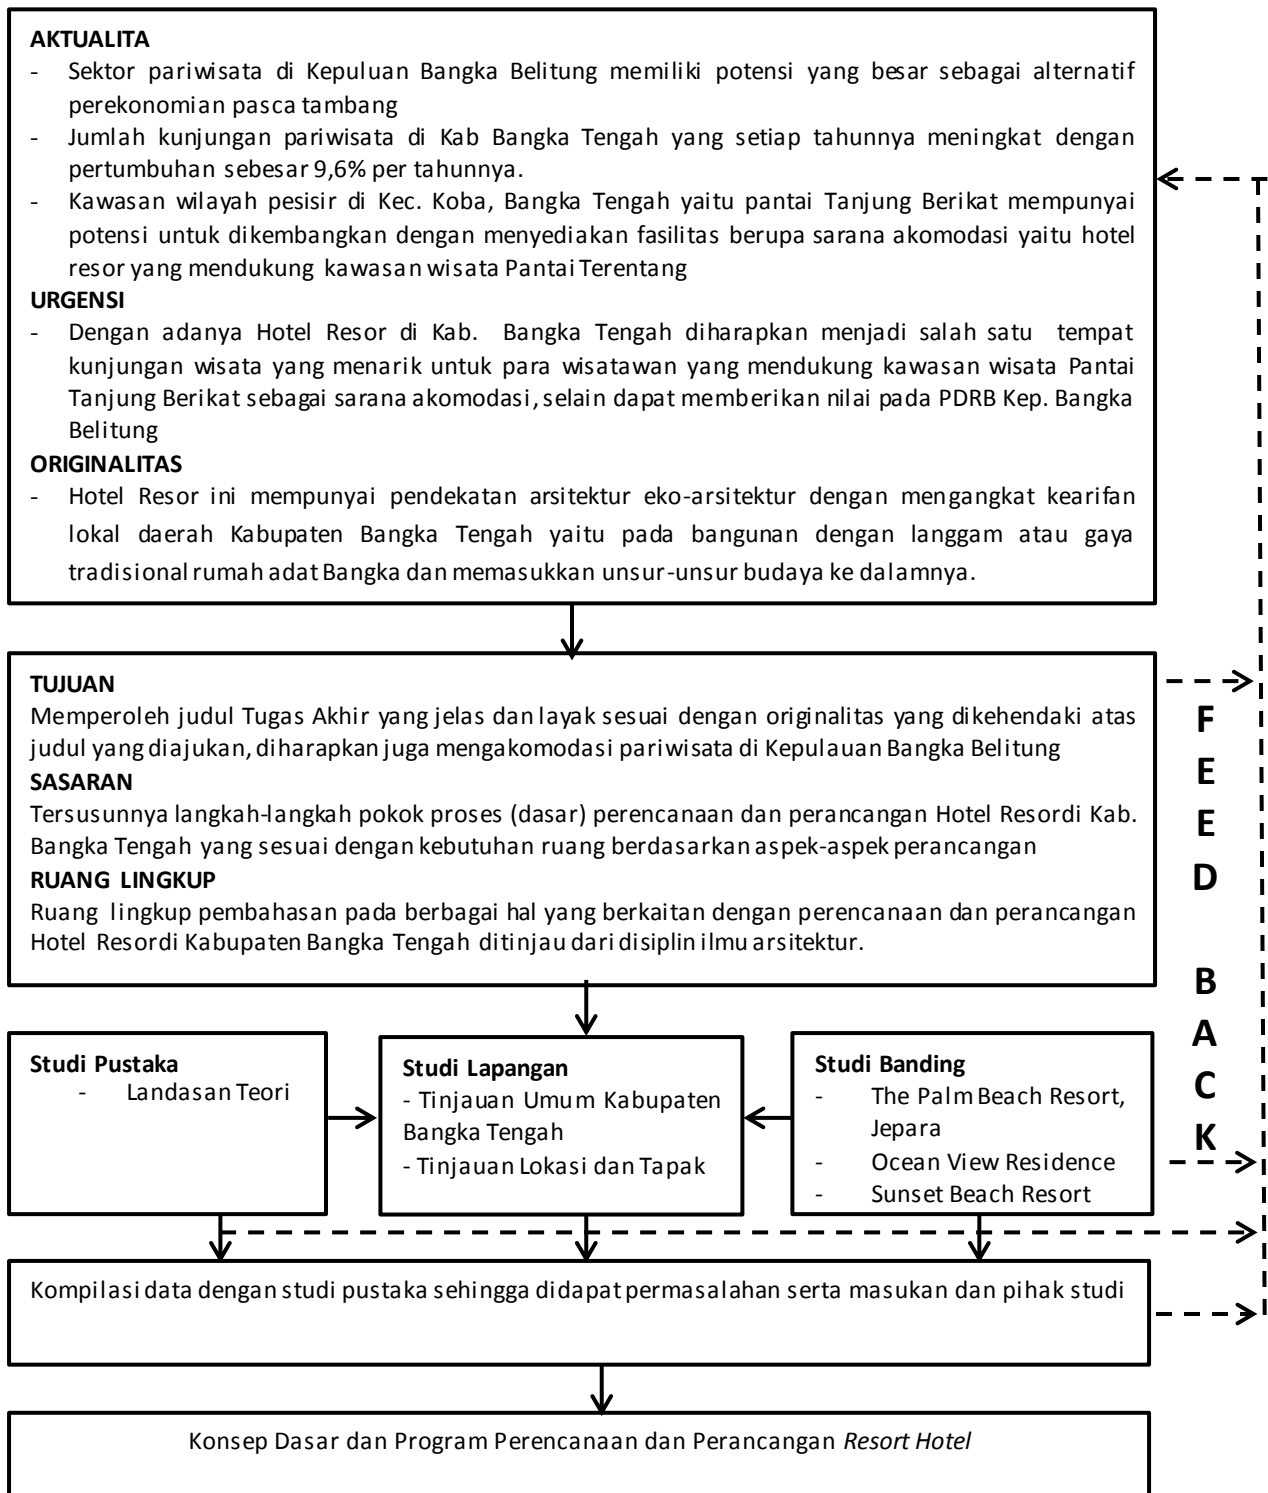 AKTUALITA
- Sektor pariwisata di Kepuluan Bangka Belitung memiliki potensi yang besar sebagai alternatif
perekonomian pasca tambang
- Jumlah kunjungan pariwisata di Kab Bangka Tengah yang setiap tahunnya meningkat dengan
pertumbuhan sebesar 9,6% per tahunnya.
- Kawasan wilayah pesisir di Kec. Koba, Bangka Tengah yaitu pantai Tanjung Berikat mempunyai
potensi untuk dikembangkan dengan menyediakan fasilitas berupa sarana akomodasi yaitu hotel
resor yang mendukung kawasan wisata Pantai Terentang
URGENSI
- Dengan adanya Hotel Resor di Kab. Bangka Tengah diharapkan menjadi salah satu tempat
kunjungan wisata yang menarik untuk para wisatawan yang mendukung kawasan wisata Pantai
Tanjung Berikat sebagai sarana akomodasi, selain dapat memberikan nilai pada PDRB Kep. Bangka
Belitung
ORIGINALITAS
- Hotel Resor ini mempunyai pendekatan arsitektur eko-arsitektur dengan mengangkat kearifan
lokal daerah Kabupaten Bangka Tengah yaitu pada bangunan dengan langgam atau gaya
tradisional rumah adat Bangka dan memasukkan unsur-unsur budaya ke dalamnya.
TUJUAN
Memperoleh judul Tugas Akhir yang jelas dan layak sesuai dengan originalitas yang dikehendaki atas
judul yang diajukan, diharapkan juga mengakomodasi pariwisata di Kepulauan Bangka Belitung
SASARAN
Tersusunnya langkah-langkah pokok proses (dasar) perencanaan dan perancangan Hotel Resordi Kab.
Bangka Tengah yang sesuai dengan kebutuhan ruang berdasarkan aspek-aspek perancangan
RUANG LINGKUP
Ruang lingkup pembahasan pada berbagai hal yang berkaitan dengan perencanaan dan perancangan
Hotel Resordi Kabupaten Bangka Tengah ditinjau dari disiplin ilmu arsitektur.
F
E
E
D
B
A
C
K
Studi Pustaka
- Landasan Teori
Studi Lapangan
- Tinjauan Umum Kabupaten
Bangka Tengah
- Tinjauan Lokasi dan Tapak
Studi Banding
- The Palm Beach Resort,
Jepara
- Ocean View Residence
- Sunset Beach Resort
Kompilasi data dengan studi pustaka sehingga didapat permasalahan serta masukan dan pihak studi
Konsep Dasar dan Program Perencanaan dan Perancangan Resort Hotel